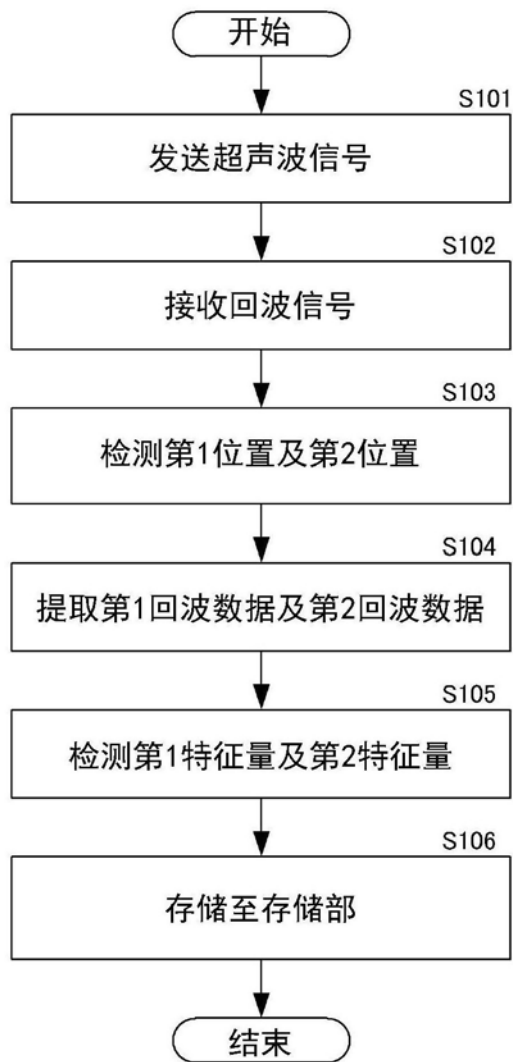 开始
S101
发送超声波信号
S102
接收回波信号
S103
检测第1位置及第2位置
S104
提取第1回波数据及第2回波数据
S105
检测第1特征量及第2特征量
S106
存储至存储部
结束